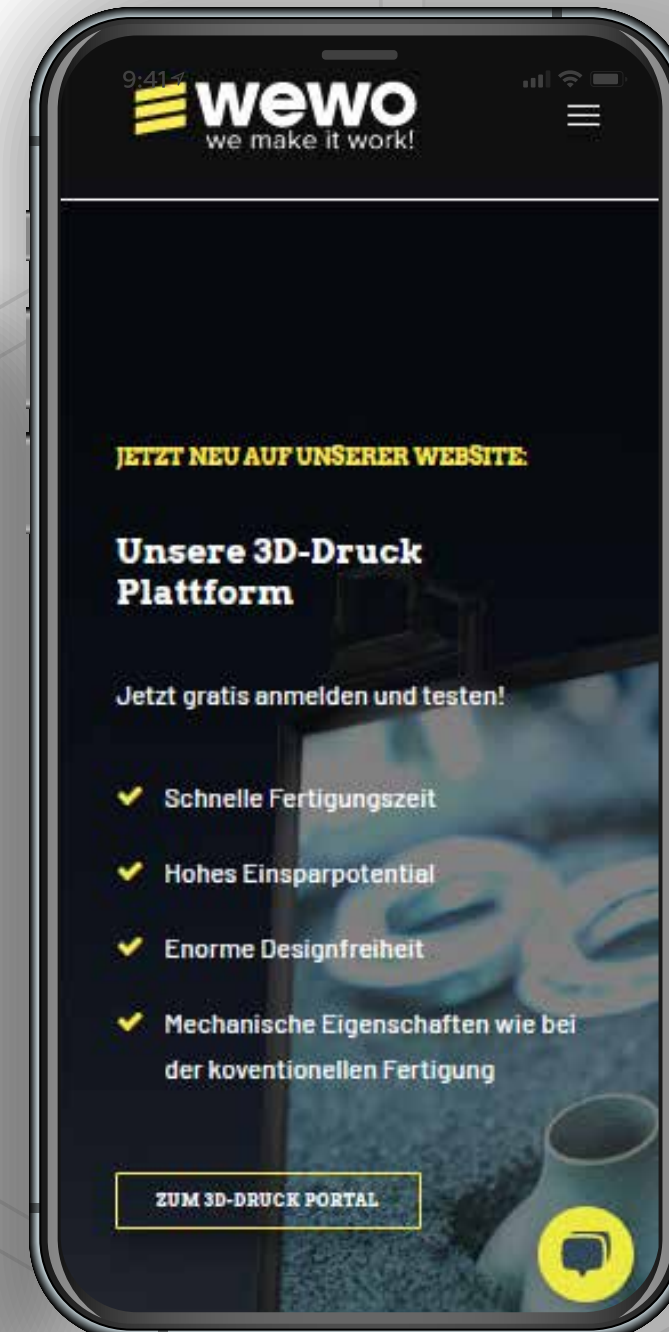 9:41
wewo
we make it work!
JETZT NEU AUF UNSERER WEBSITE:
Unsere 3D-Druck
Plattform
Jetzt gratis anmelden und testen!
Schnelle Fertigungszeit
Hohes Einsparpotential
Enorme Designfreiheit
Mechanische Eigenschaften wie bei
der koventionellen Fertigung
ZUM 3D-DRUCK PORTAL